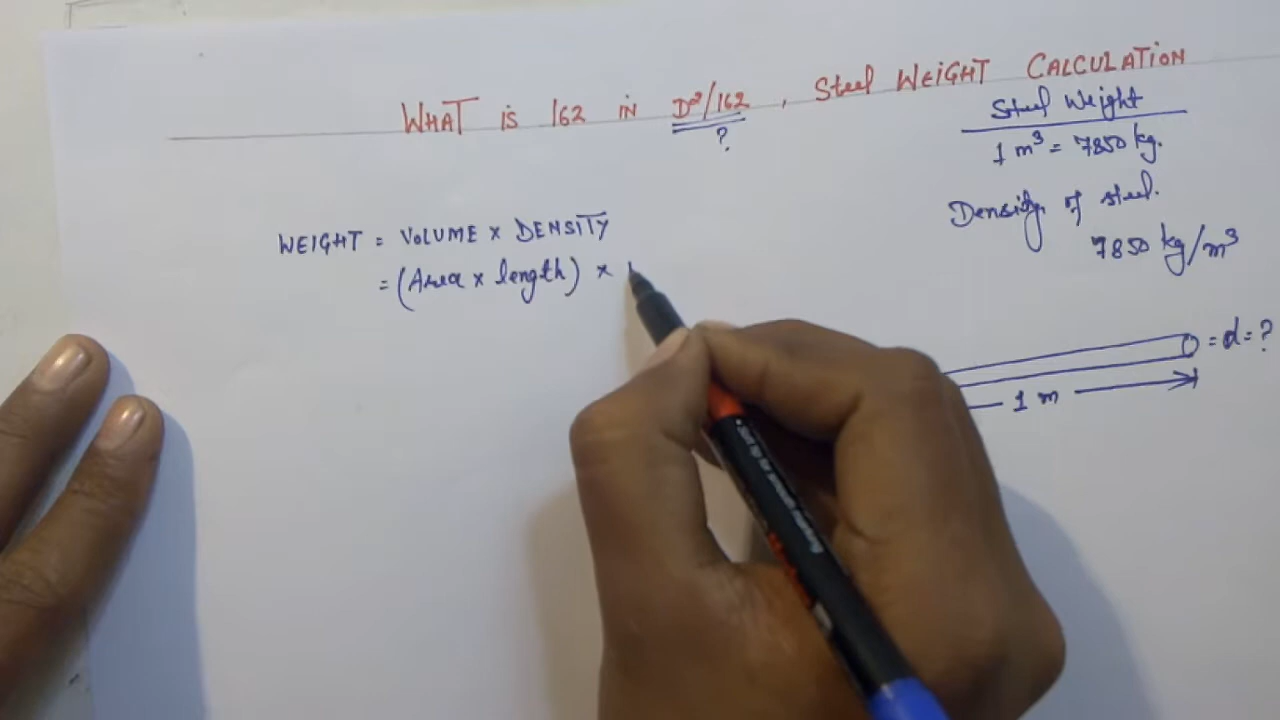 WHAT iS 162 iN D²/162 , Steel WEiGHT CALCULATiON
?
Steel Weight
1 m³ = 7850 kg.
Density of steel.
7850 kg/m³
WEIGHT = VOLUME × DENSITY
= (Area × length) ×
= d = ?
1 m